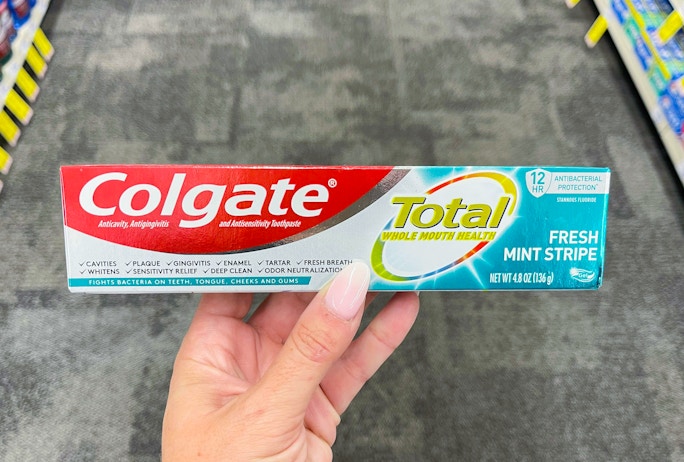 Colgate®
Anticavity, Antigingivitis and Antisensitivity Toothpaste
✓CAVITIES ✓PLAQUE ✓GINGIVITIS ✓ENAMEL ✓TARTAR ✓FRESH BREATH
✓WHITENS ✓SENSITIVITY RELIEF ✓DEEP CLEAN ✓ODOR NEUTRALIZATION
FIGHTS BACTERIA ON TEETH, TONGUE, CHEEKS AND GUMS
Total
WHOLE MOUTH HEALTH
12 HR
ANTIBACTERIAL
PROTECTION*
STANNOUS FLUORIDE
FRESH
MINT STRIPE
NET WT 4.8 OZ (136 g)
Gel